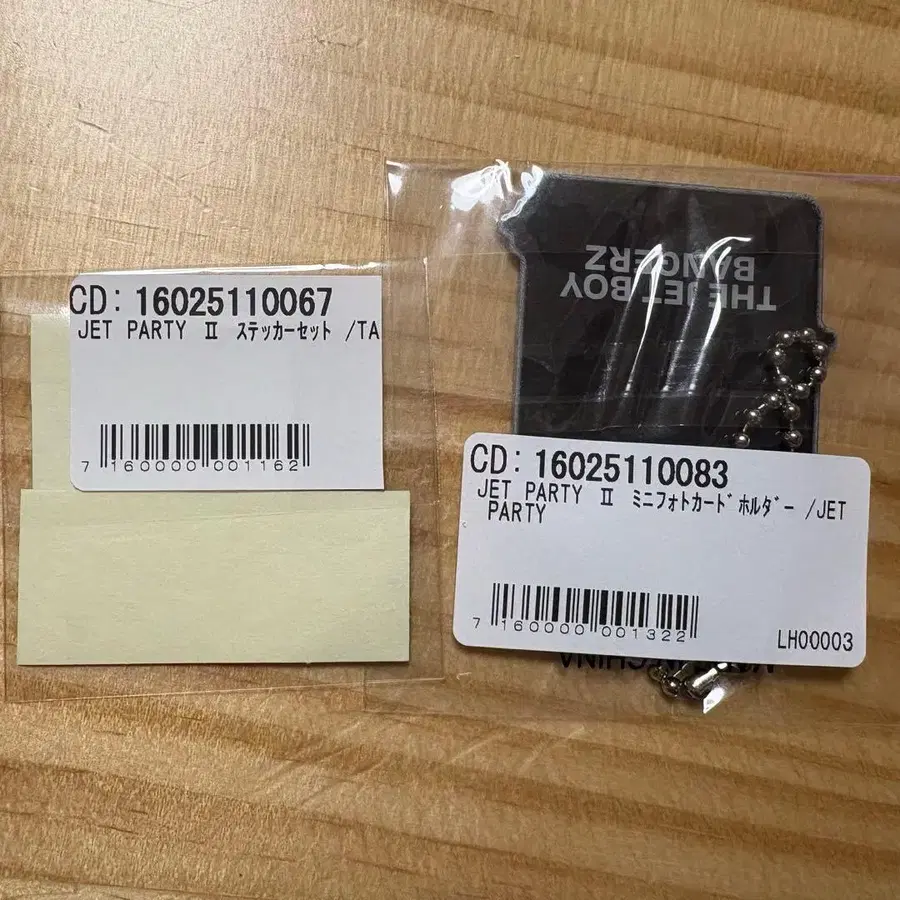 CD: 16025110067
JET PARTY Ⅱ ステッカーセット /TA
7 160000 001162
THE JET BOY
BANGERZ
CD: 16025110083
JET PARTY Ⅱ ミニフォトカードホルダー /JET
PARTY
7 160000 001322
LH00003
CHINA